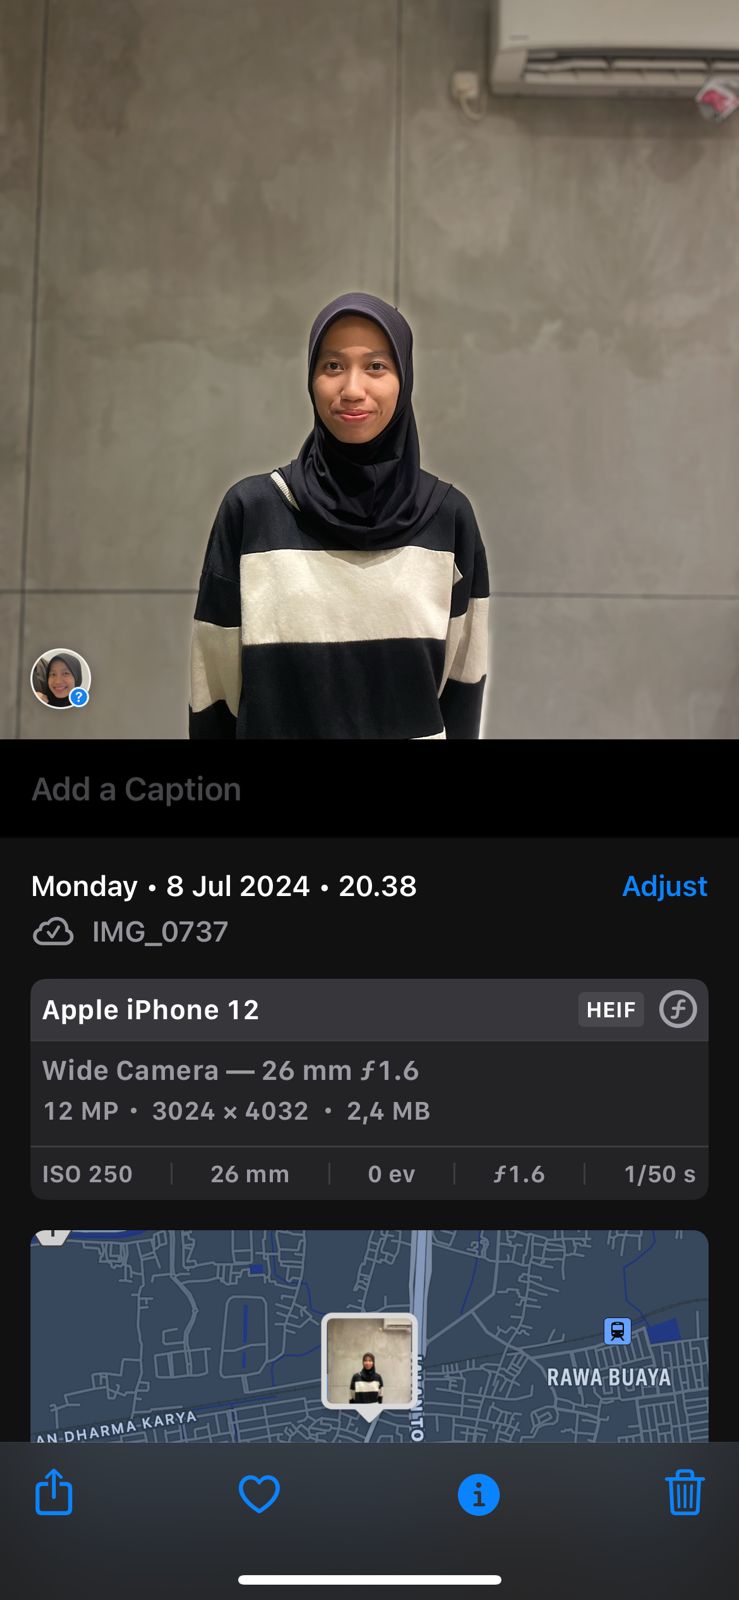 Add a Caption
Monday • 8 Jul 2024 • 20.38
Adjust
IMG_0737
Apple iPhone 12
HEIF
Wide Camera — 26 mm ƒ1.6
12 MP • 3024 × 4032 • 2,4 MB
ISO 250
26 mm
0 ev
ƒ1.6
1/50 s
RAWA BUAYA
AN DHARMA KARYA